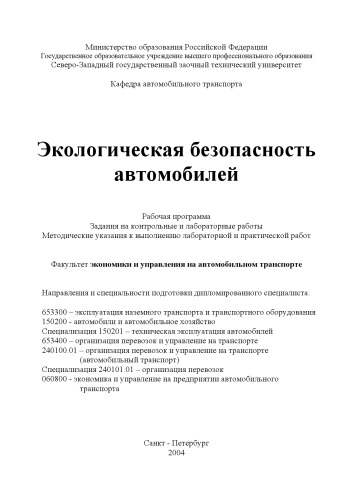 Министерство образования Российской Федерации
Государственное образовательное учреждение высшего профессионального образования
Северо-Западный государственный заочный технический университет
Кафедра автомобильного транспорта
Экологическая безопасность
автомобилей
Рабочая программа
Задания на контрольные и лабораторные работы
Методические указания к выполнению лабораторной и практической работ
Факультет экономики и управления на автомобильном транспорте
Направления и специальности подготовки дипломированного специалиста:
653300 – эксплуатация наземного транспорта и транспортного оборудования
150200 - автомобили и автомобильное хозяйство
Специализация 150201 – техническая эксплуатация автомобилей
653400 – организация перевозок и управление на транспорте
240100.01 – организация перевозок и управление на транспорте
(автомобильный транспорт)
Специализация 240101.01 – организация перевозок
060800 - экономика и управление на предприятии автомобильного
транспорта
Санкт - Петербург
2004